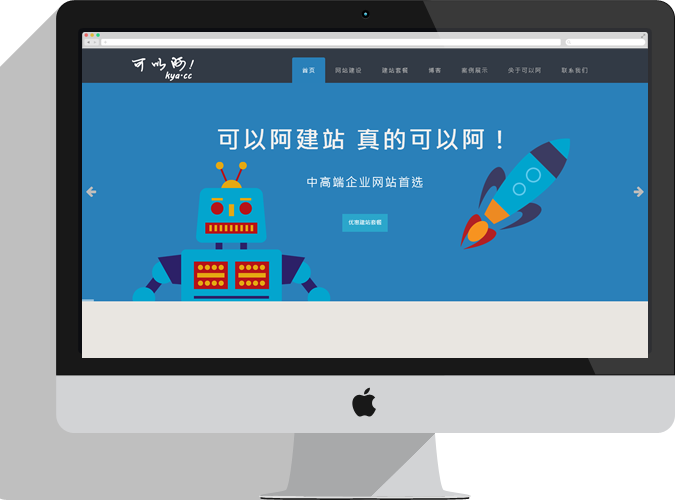 可以阿!
kya·cc
首页 网站建设 建站套餐 博客 案例展示 关于可以阿 联系我们
可以阿建站 真的可以阿！
中高端企业网站首选
优惠建站套餐